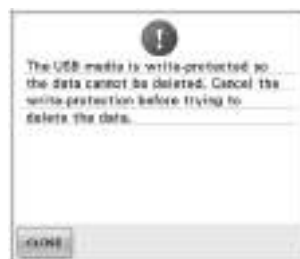 !
The USB media is write-protected so
the data cannot be deleted. Cancel the
write-protection before trying to
delete the data.
CLOSE